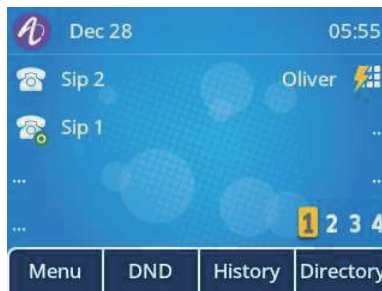 Dec 28 05:55
Sip 2 Oliver
Sip 1 ..
... ..
... 1 2 3 4
Menu DND History Directory